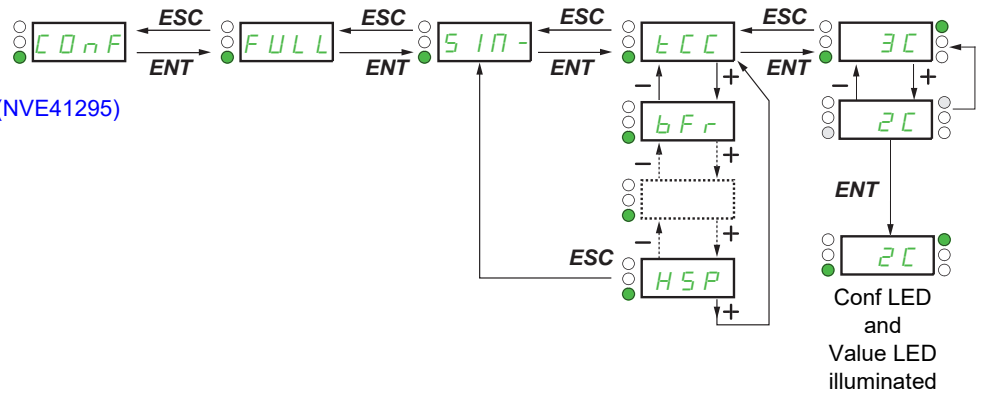 ESC ESC ESC ESC
COnF FULL SIM- tCC 3C
ENT ENT ENT ENT
− + − +
(NVE41295)
bFr 2C
− +
ENT
− +
ESC
HSP 2C
+
Conf LED
and
Value LED
illuminated